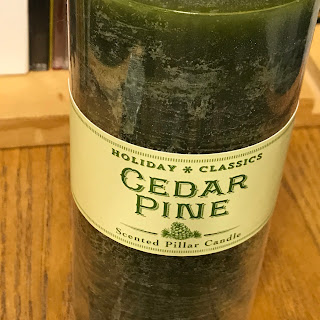 HOLIDAY * CLASSICS
CEDAR
PINE
Scented Pillar Candle